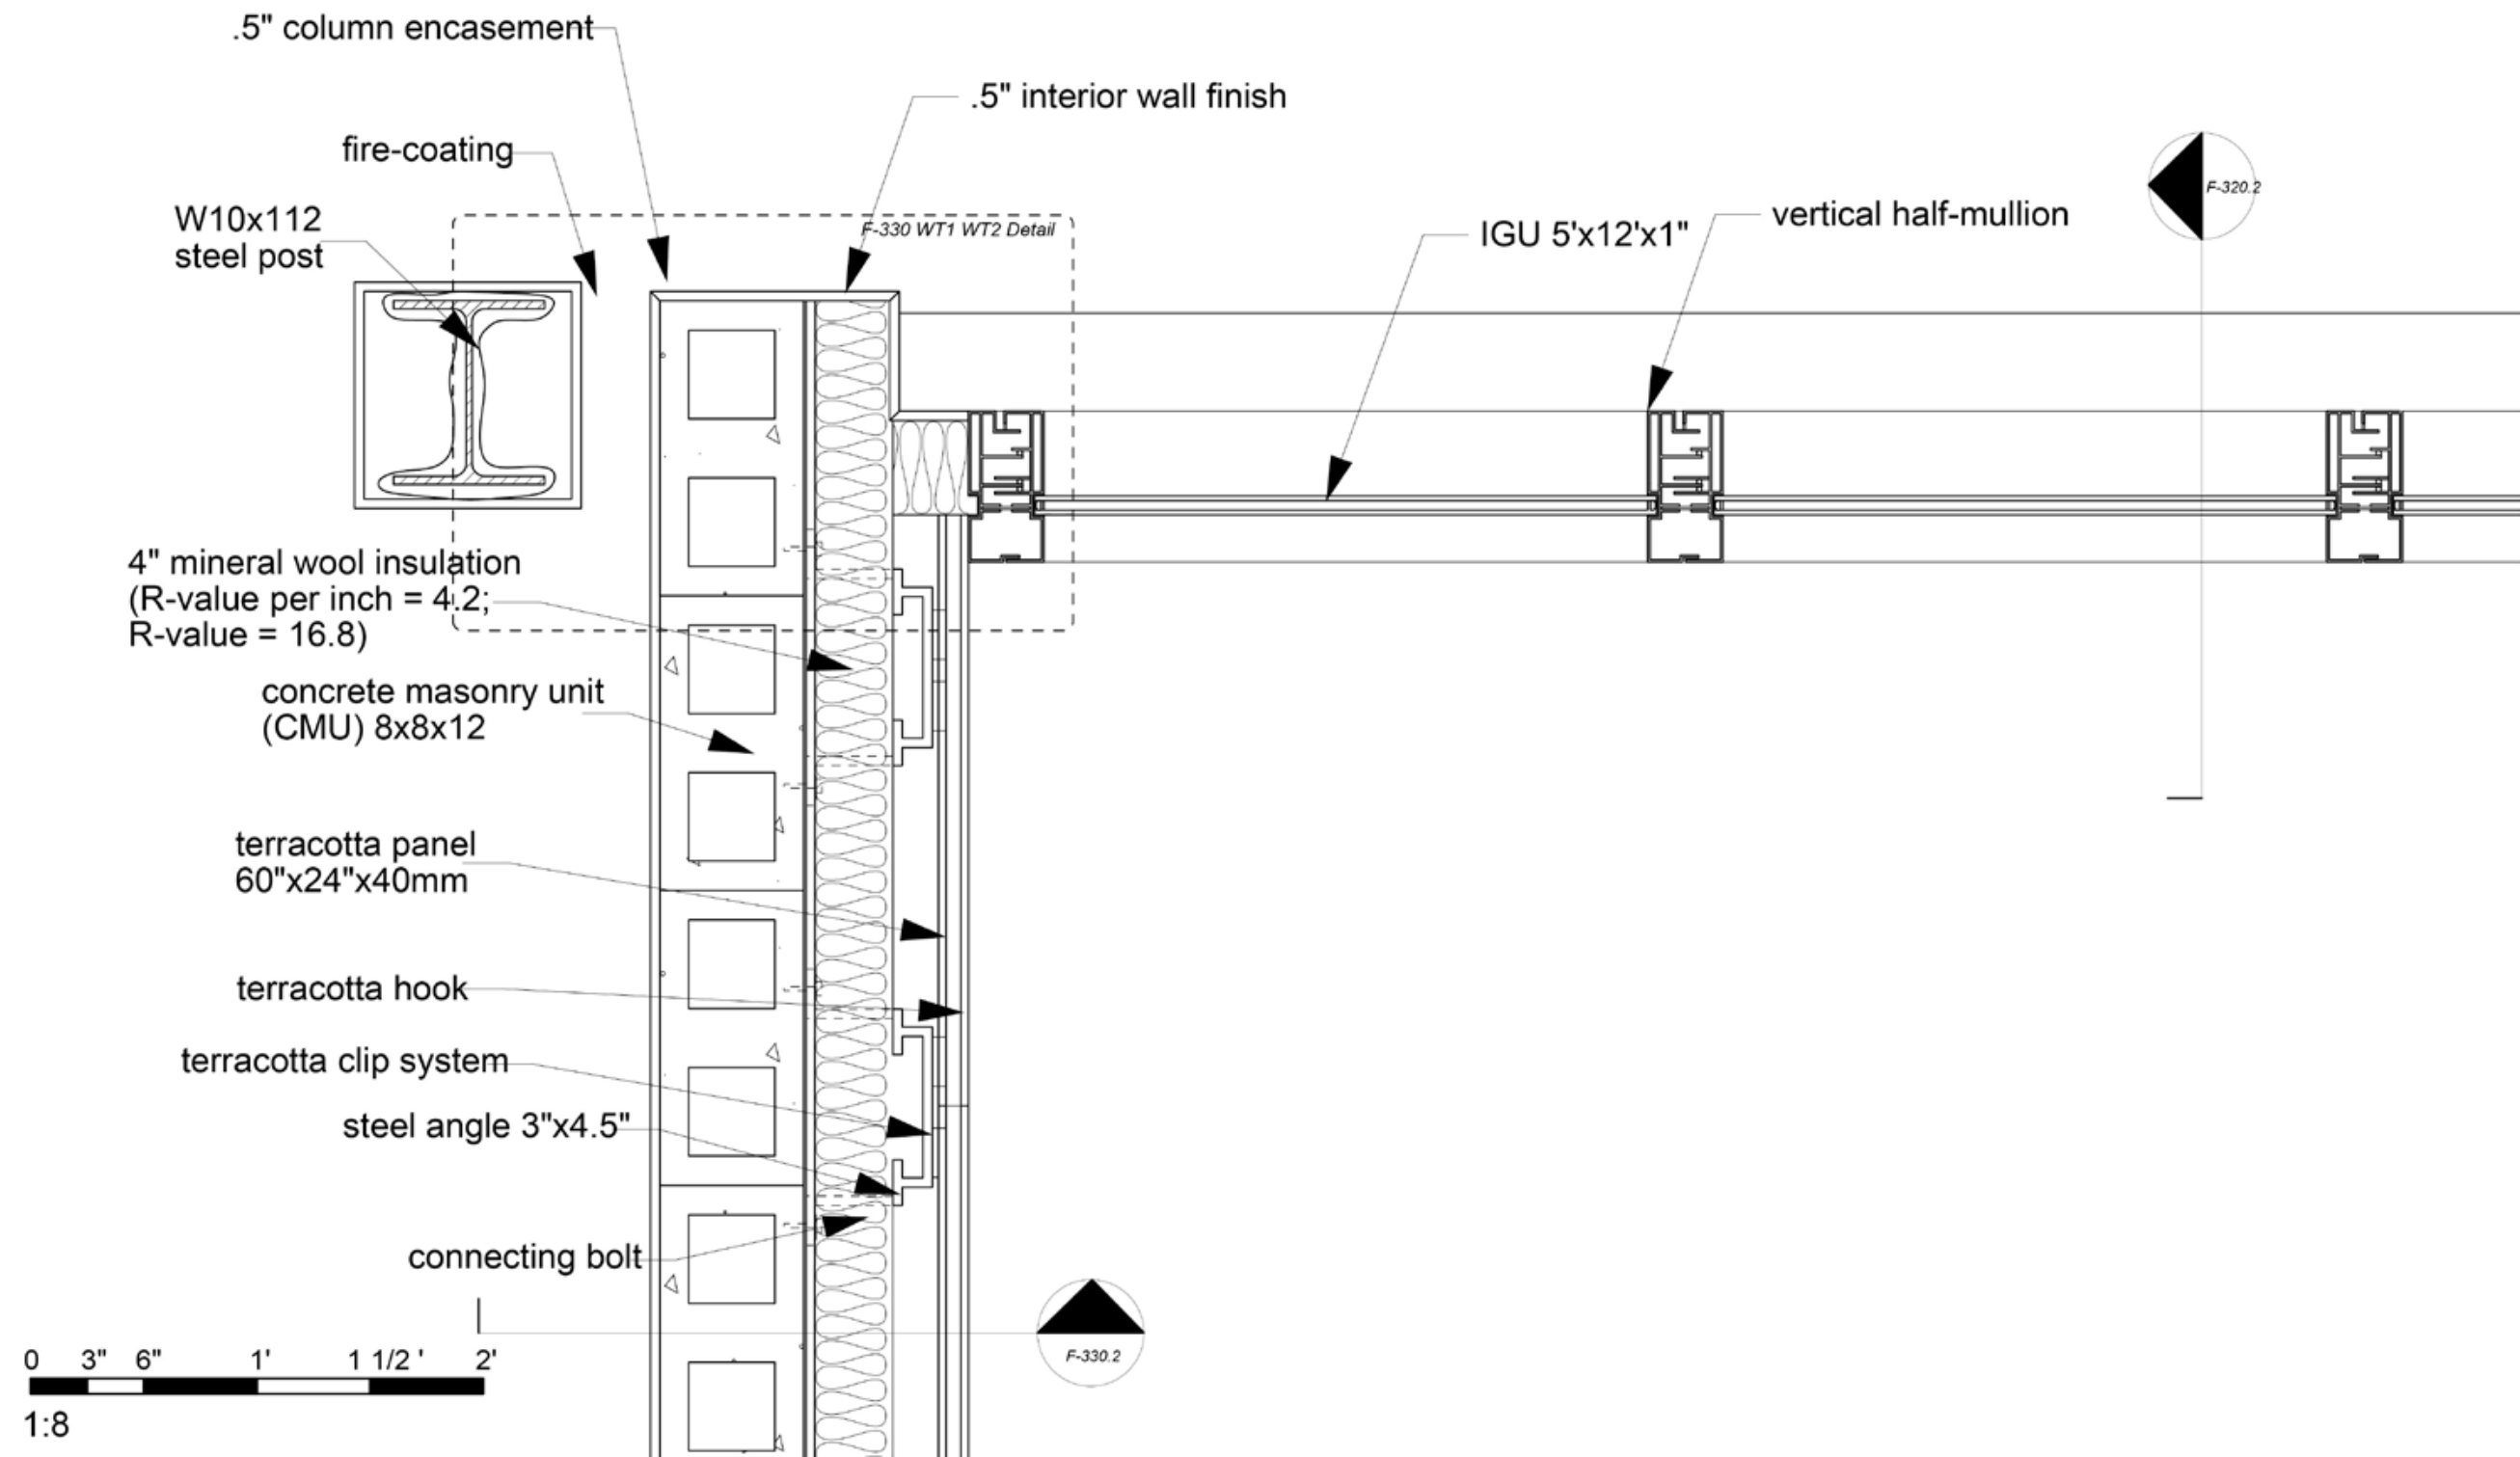 .5" column encasement
.5" interior wall finish
fire-coating
W10x112
steel post
F-330 WT1 WT2 Detail
IGU 5'x12'x1"
vertical half-mullion
F-320.2
4" mineral wool insulation
(R-value per inch = 4.2;
R-value = 16.8)
concrete masonry unit
(CMU) 8x8x12
terracotta panel
60"x24"x40mm
terracotta hook
terracotta clip system
steel angle 3"x4.5"
connecting bolt
F-330.2
0 3" 6" 1' 1 1/2 ' 2'
1:8